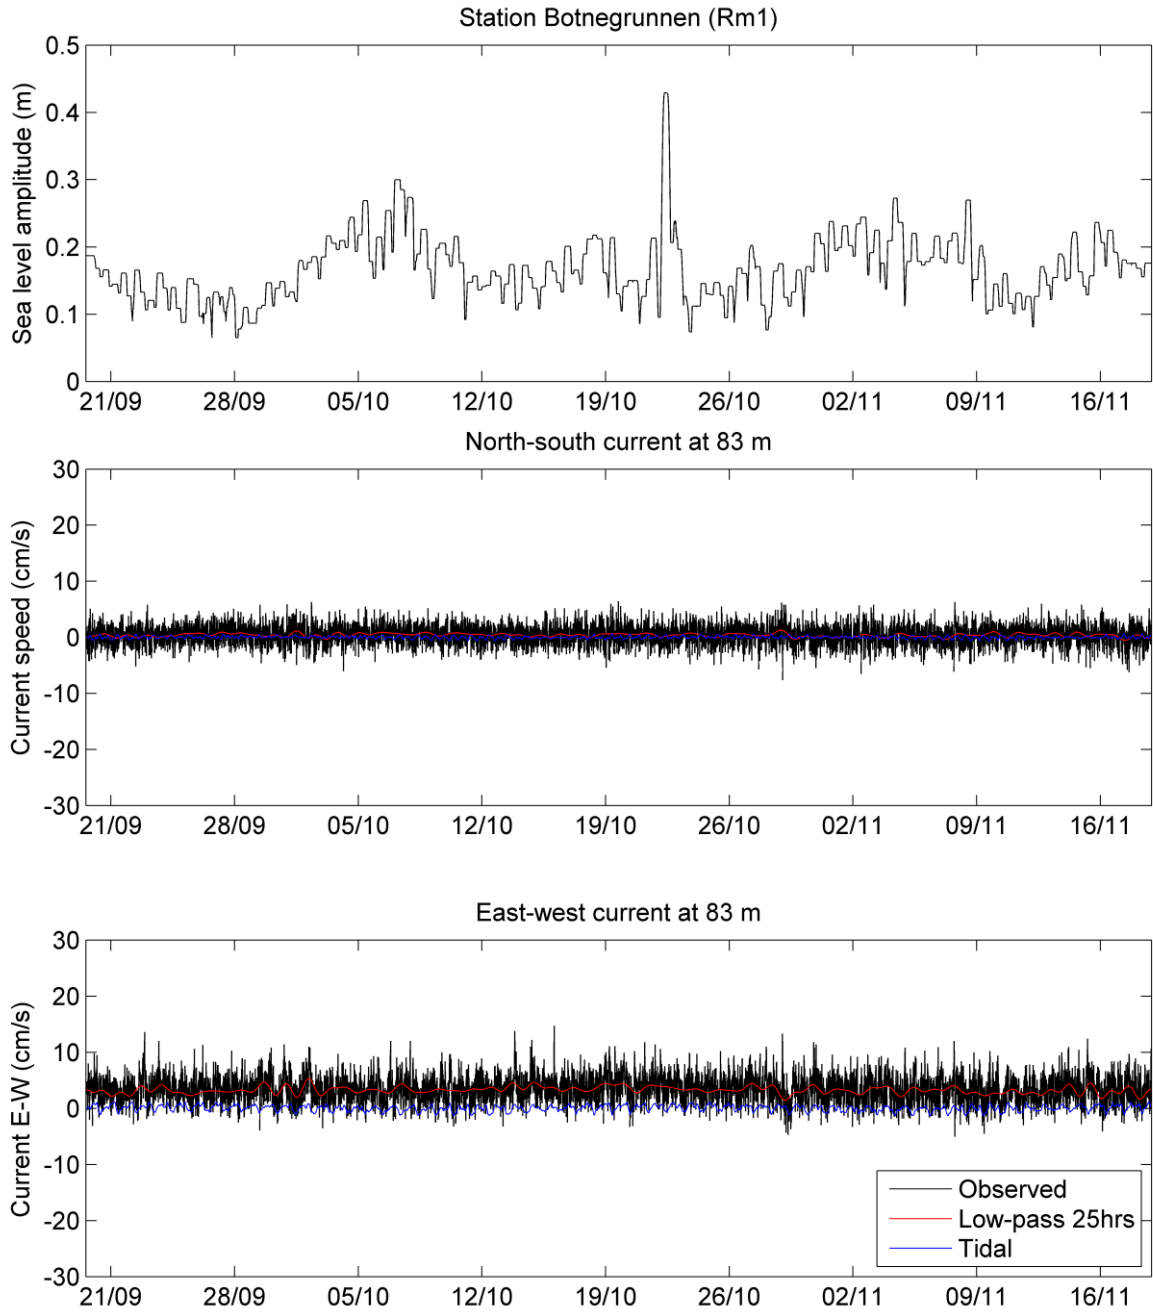 Station Botnegrunnen (Rm1)
Sea level amplitude (m)
0.5
0.4
0.3
0.2
0.1
0
21/09 28/09 05/10 12/10 19/10 26/10 02/11 09/11 16/11
North-south current at 83 m
Current speed (cm/s)
30
20
10
0
-10
-20
-30
21/09 28/09 05/10 12/10 19/10 26/10 02/11 09/11 16/11
East-west current at 83 m
Current E-W (cm/s)
30
20
10
0
-10
-20
-30
Observed
Low-pass 25hrs
Tidal
21/09 28/09 05/10 12/10 19/10 26/10 02/11 09/11 16/11